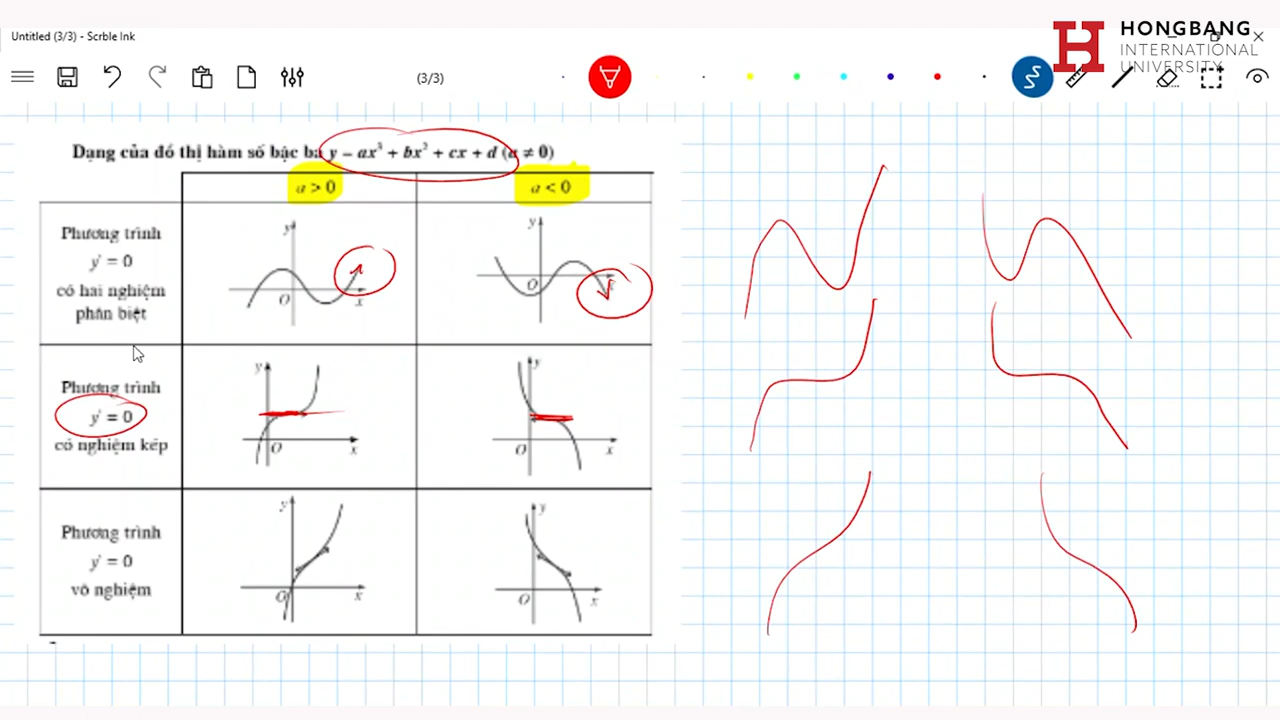 Untitled (3/3) - Scrble Ink
HONGBANG
INTERNATIONAL
UNIVERSITY
(3/3)
Dạng của đồ thị hàm số bậc ba y = ax³ + bx² + cx + d (a ≠ 0)
a > 0
a < 0
Phương trình
y' = 0
có hai nghiệm
phân biệt
y
O
x
y
O
x
Phương trình
y' = 0
có nghiệm kép
y
O
x
y
O
x
Phương trình
y' = 0
vô nghiệm
y
O
x
y
O
x